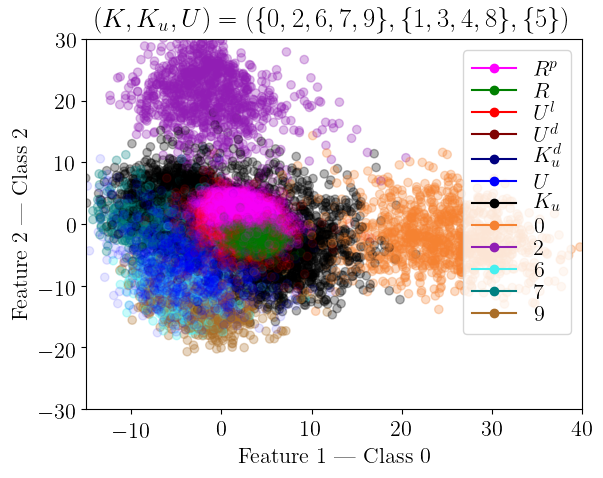 (K, K_u, U) = ({0, 2, 6, 7, 9}, {1, 3, 4, 8}, {5})
30
20
10
0
−10
−20
−30
Feature 2 — Class 2
R^p
R
U^l
U^d
K_u^d
U
K_u
0
2
6
7
9
−10
0
10
20
30
40
Feature 1 — Class 0